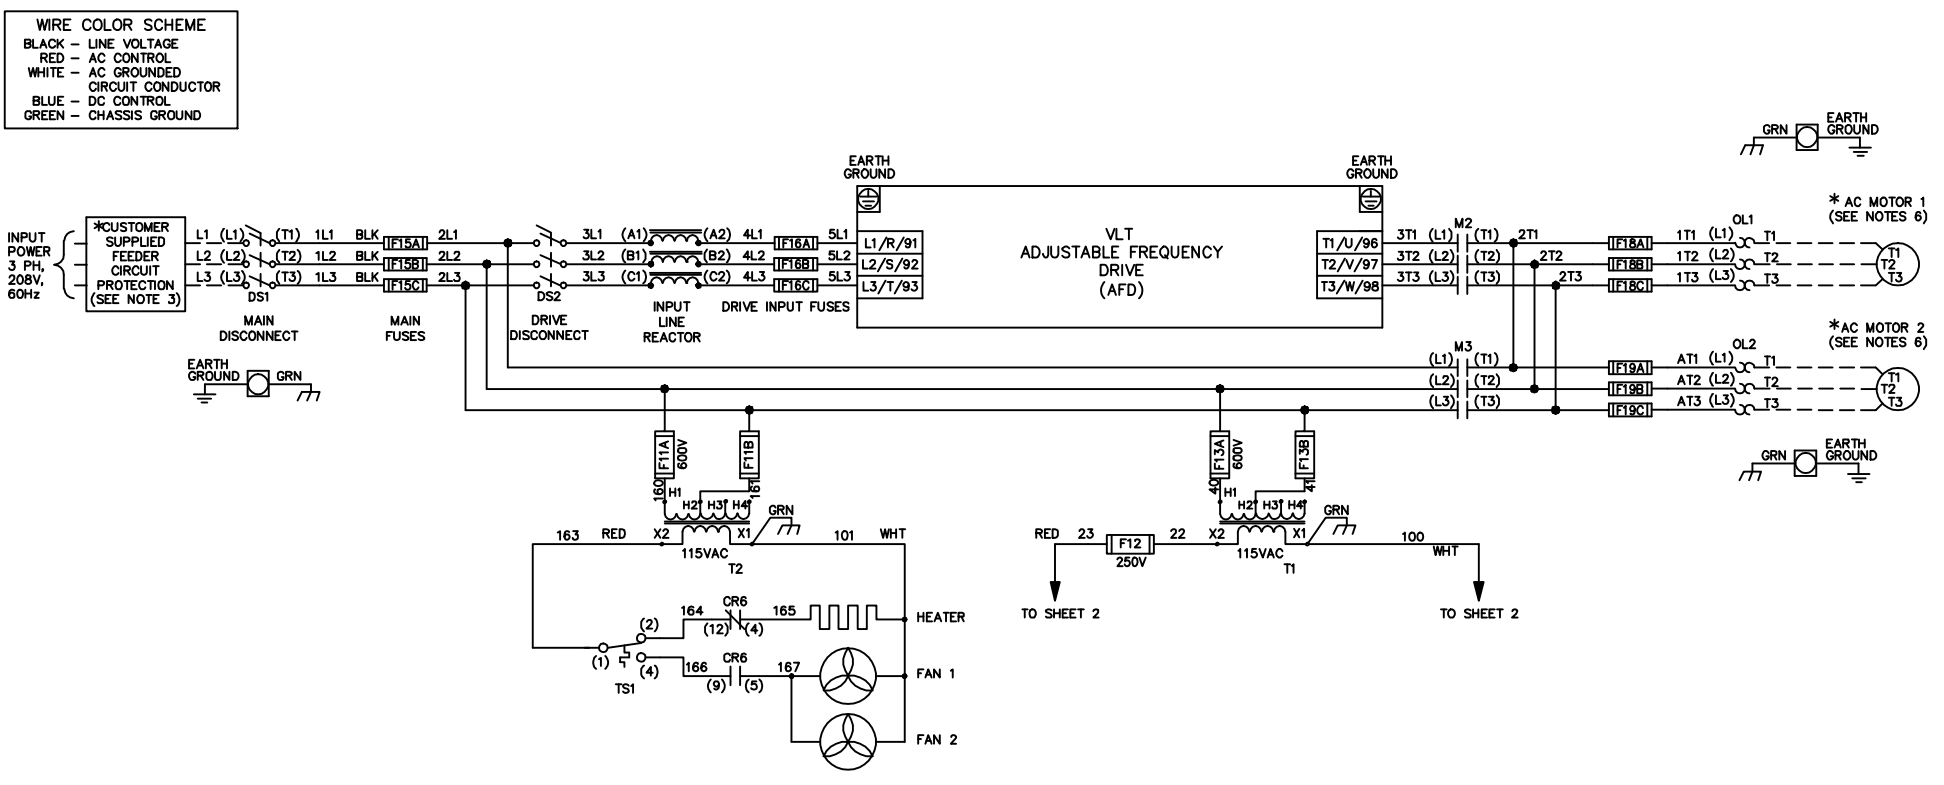 WIRE COLOR SCHEME
BLACK – LINE VOLTAGE
RED – AC CONTROL
WHITE – AC GROUNDED
CIRCUIT CONDUCTOR
BLUE – DC CONTROL
GREEN – CHASSIS GROUND
GRN
EARTH
GROUND
EARTH
GROUND
EARTH
GROUND
INPUT
POWER
3 PH,
208V,
60Hz
*CUSTOMER
SUPPLIED
FEEDER
CIRCUIT
PROTECTION
(SEE NOTE 3)
L1 (L1) (T1) 1L1 BLK F15A 2L1
L2 (L2) (T2) 1L2 BLK F15B 2L2
L3 (L3) (T3) 1L3 BLK F15C 2L3
DS1
MAIN
DISCONNECT
MAIN
FUSES
3L1 (A1) (A2) 4L1 F16A 5L1
3L2 (B1) (B2) 4L2 F16B 5L2
3L3 (C1) (C2) 4L3 F16C 5L3
DS2
DRIVE
DISCONNECT
INPUT
LINE
REACTOR
DRIVE INPUT FUSES
L1/R/91
L2/S/92
L3/T/93
VLT
ADJUSTABLE FREQUENCY
DRIVE
(AFD)
T1/U/96
T2/V/97
T3/W/98
M2
3T1 (L1) (T1) 2T1
3T2 (L2) (T2) 2T2
3T3 (L3) (T3) 2T3
OL1
F18A 1T1 (L1) T1
F18B 1T2 (L2) T2
F18C 1T3 (L3) T3
* AC MOTOR 1
(SEE NOTES 6)
T1
T2
T3
M3
(L1) (T1)
(L2) (T2)
(L3) (T3)
OL2
F19A AT1 (L1) T1
F19B AT2 (L2) T2
F19C AT3 (L3) T3
* AC MOTOR 2
(SEE NOTES 6)
T1
T2
T3
EARTH
GROUND
GRN
GRN
EARTH
GROUND
F11A
600V
F11B
160
161
H1 H2 H3 H4
GRN
163 RED X2 X1 101 WHT
115VAC
T2
F13A
600V
F13B
40
41
H1 H2 H3 H4
GRN
RED 23 F12 22 X2 X1 100
WHT
250V
115VAC
T1
TO SHEET 2
TO SHEET 2
CR6
164 165
(12) (4)
HEATER
(2)
(1)
(4)
TS1
CR6
166 167
(9) (5)
FAN 1
FAN 2